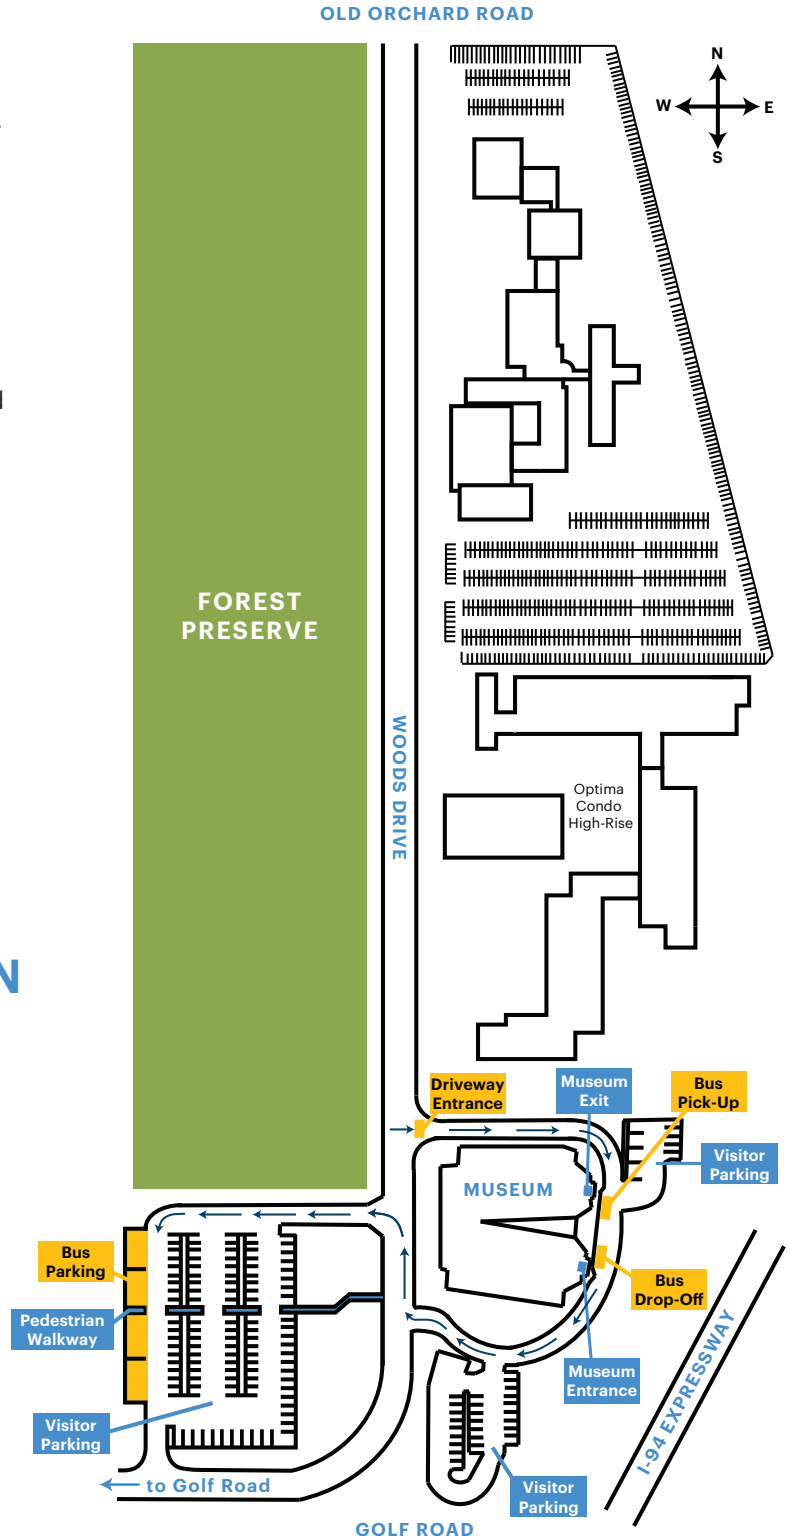 OLD ORCHARD ROAD
N
W
E
S
FOREST
PRESERVE
WOODS DRIVE
Optima
Condo
High-Rise
N
Driveway
Entrance
Museum
Exit
Bus
Pick-Up
Visitor
Parking
MUSEUM
Bus
Parking
Bus
Drop-Off
Pedestrian
Walkway
I-94 EXPRESSWAY
Museum
Entrance
Visitor
Parking
to Golf Road
Visitor
Parking
GOLF ROAD